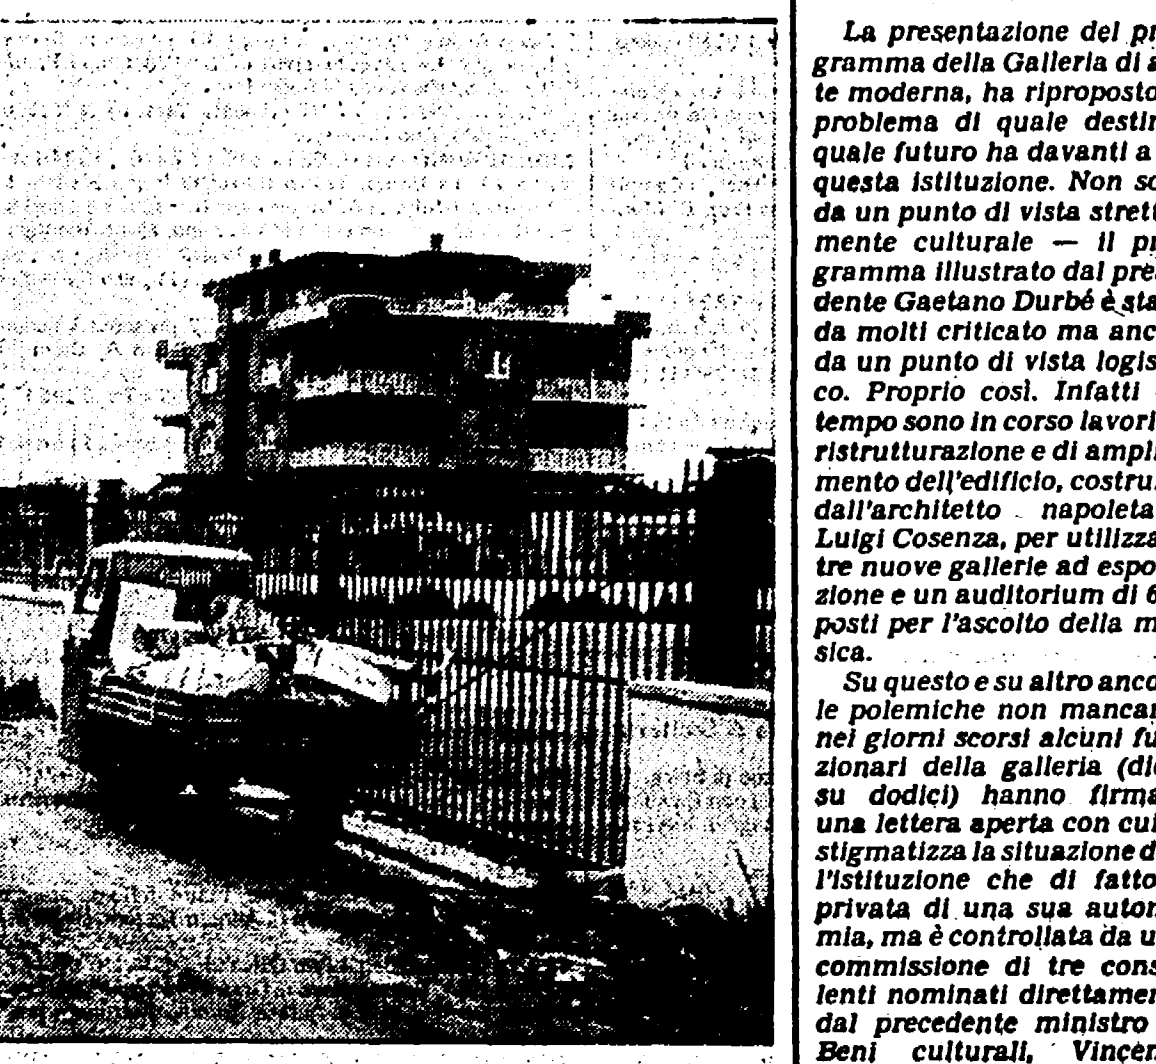 La presentazione del pr
gramma della Galleria di a
te moderna, ha riproposto
problema di quale destin
quale futuro ha davanti a
questa istituzione. Non so
da un punto di vista strett
mente culturale — il pr
gramma illustrato dal pre
dente Gaetano Durbé è sta
da molti criticato ma anc
da un punto di vista logis
co. Proprio così. Infatti
tempo sono in corso lavori
ristrutturazione e di ampli
mento dell'edificio, costru
dall'architetto napoleta
Luigi Cosenza, per utilizza
tre nuove gallerie ad espo
zione e un auditorium di 6
posti per l'ascolto della m
sica.
Su questo e su altro anco
le polemiche non mancan
nei giorni scorsi alcuni fu
zionari della galleria (die
su dodici) hanno firma
una lettera aperta con cui
stigmatizza la situazione d
l'istituzione che di fatto
privata di una sua auton
mia, ma è controllata da u
commissione di tre cons
lenti nominati direttamen
dal precedente ministro
Beni culturali, Vincen